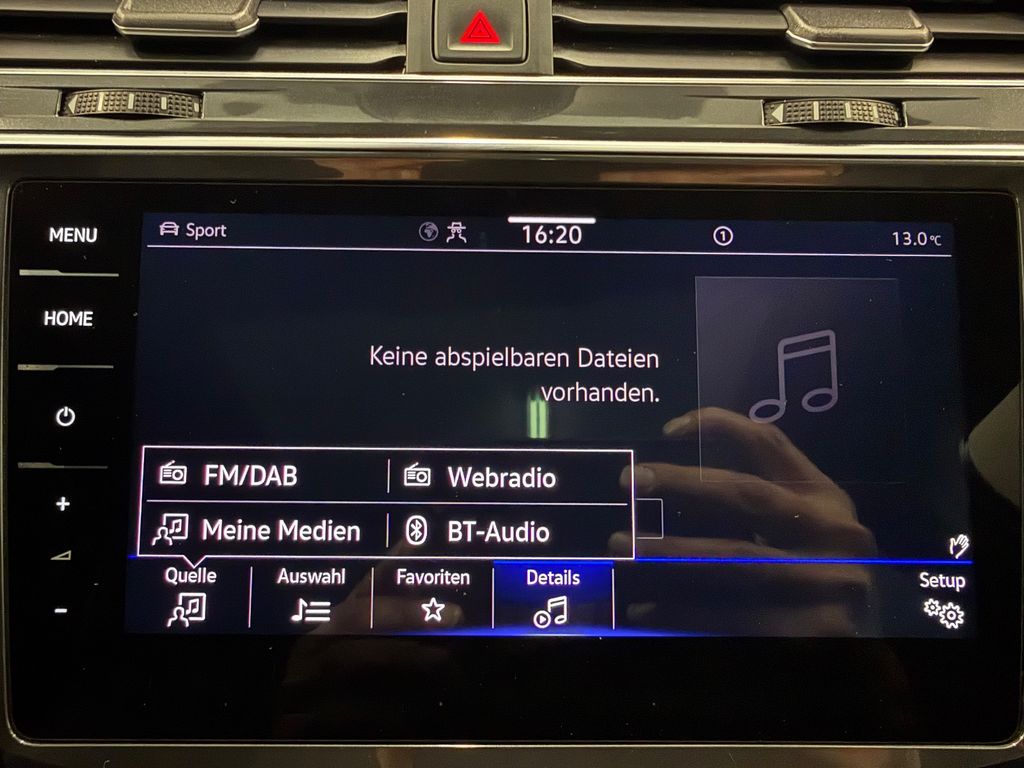 MENU
HOME
+
-
Sport
16:20
1
13.0°C
Keine abspielbaren Dateien
vorhanden.
FM/DAB
Webradio
Meine Medien
BT-Audio
Quelle
Auswahl
Favoriten
Details
Setup